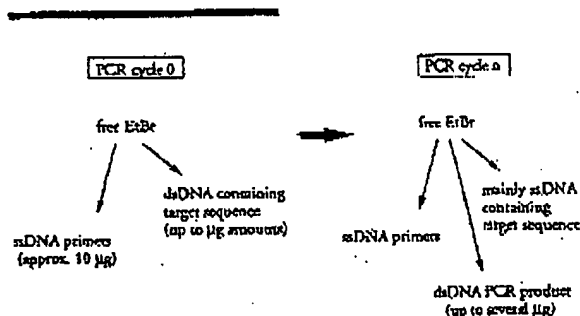 PCR cycle 0
free EtBr
dsDNA containing
target sequence
(up to µg amounts)
ssDNA primers
(approx. 10 µg)
PCR cycle n
free EtBr
mainly ssDNA
containing
target sequence
ssDNA primers
dsDNA PCR product
(up to several µg)